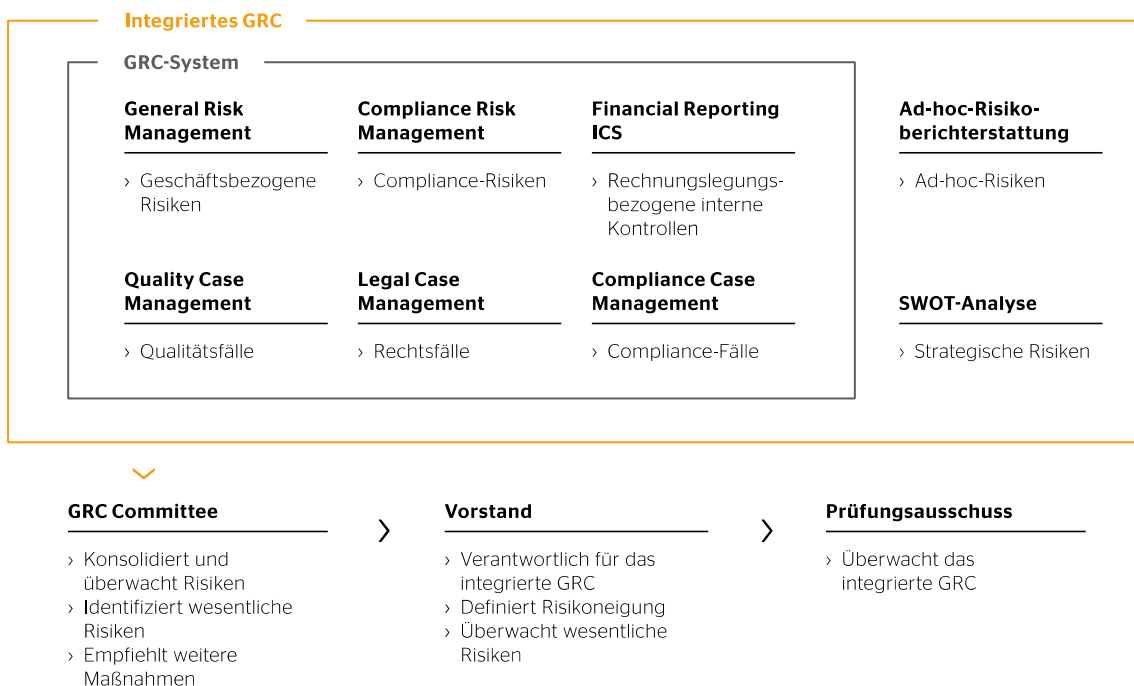 Integriertes GRC
GRC-System
General Risk
Management
› Geschäftsbezogene
Risiken
Compliance Risk
Management
› Compliance-Risiken
Financial Reporting
ICS
› Rechnungslegungs-
bezogene interne
Kontrollen
Ad-hoc-Risiko-
berichterstattung
› Ad-hoc-Risiken
Quality Case
Management
› Qualitätsfälle
Legal Case
Management
› Rechtsfälle
Compliance Case
Management
› Compliance-Fälle
SWOT-Analyse
› Strategische Risiken
GRC Committee
› Konsolidiert und
überwacht Risiken
› Identifiziert wesentliche
Risiken
› Empfiehlt weitere
Maßnahmen
Vorstand
› Verantwortlich für das
integrierte GRC
› Definiert Risikoneigung
› Überwacht wesentliche
Risiken
Prüfungsausschuss
› Überwacht das
integrierte GRC